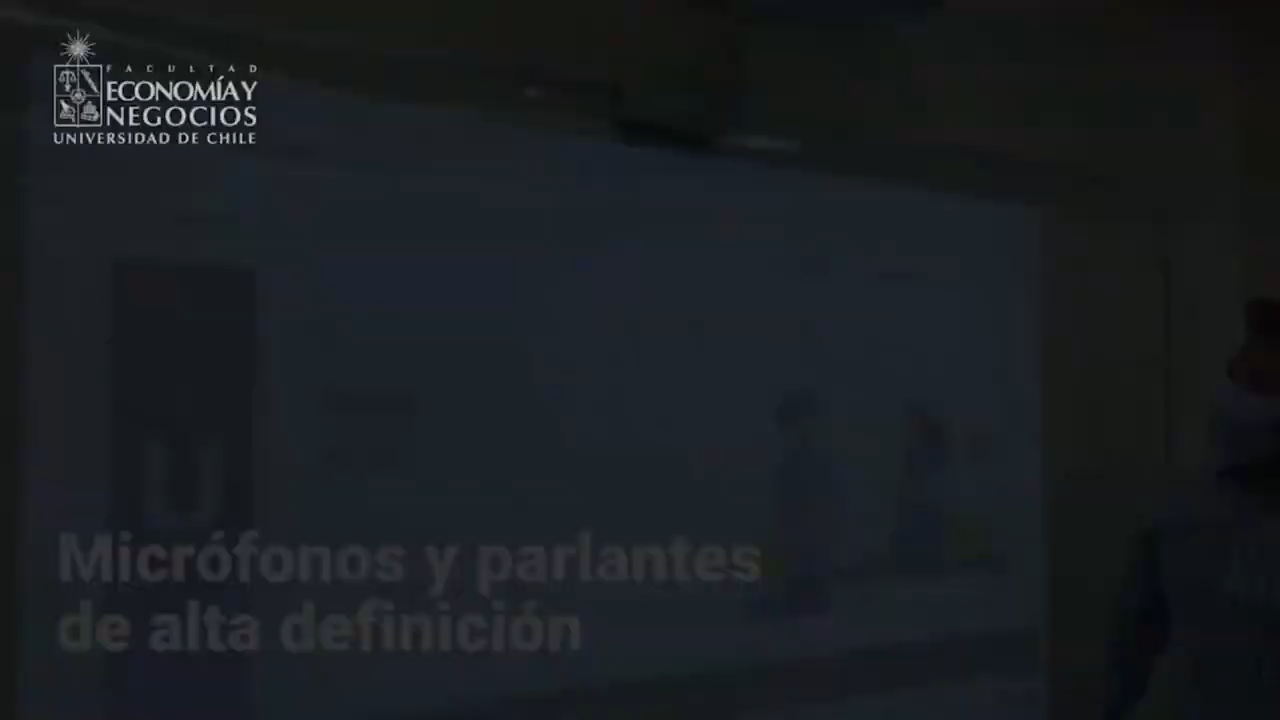 FACULTAD
ECONOMÍA Y
NEGOCIOS
UNIVERSIDAD DE CHILE
U
Micrófonos y parlantes
de alta definición